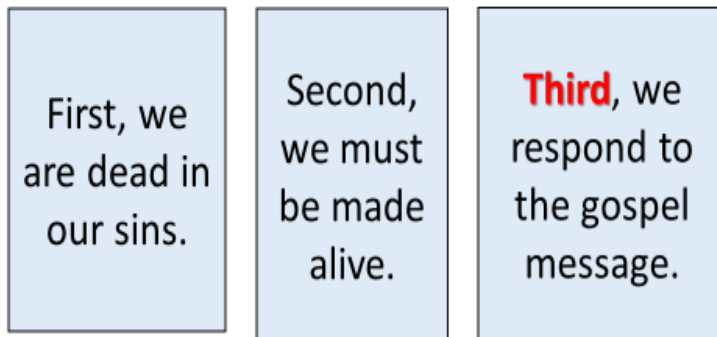 First, we
are dead in
our sins.
Second,
we must
be made
alive.
Third, we
respond to
the gospel
message.